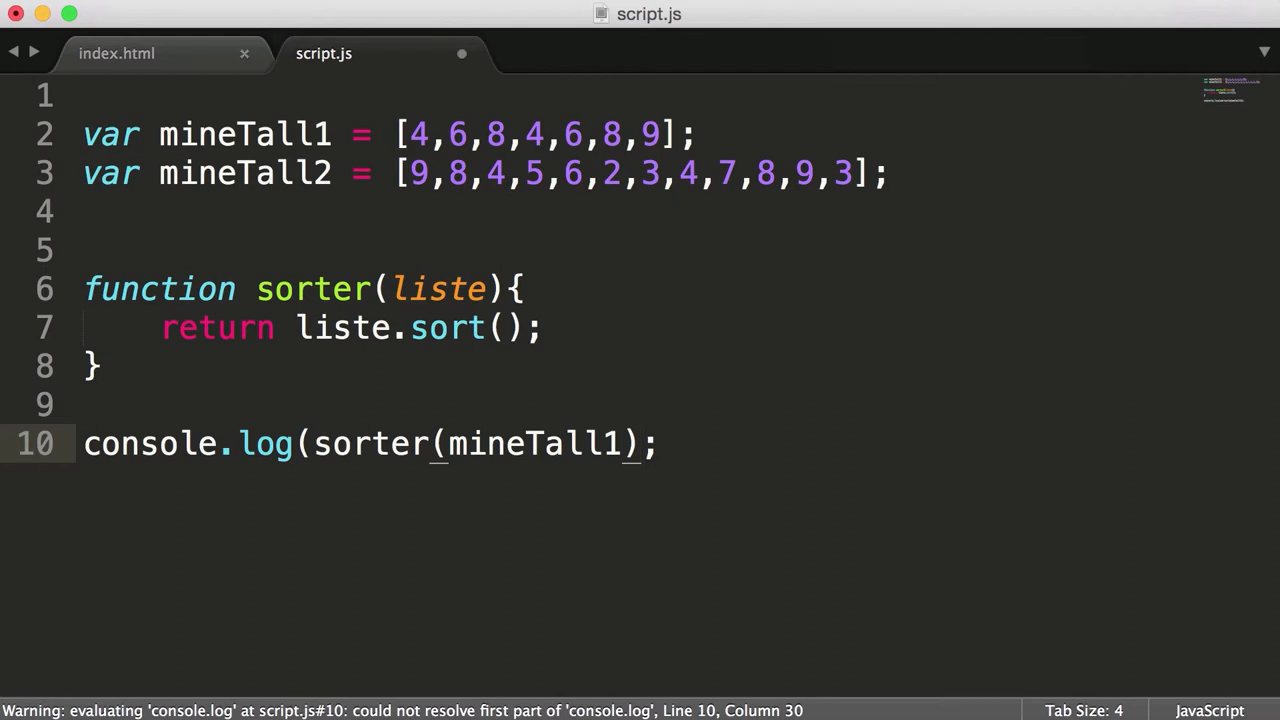 script.js
index.html
script.js
1
2 var mineTall1 = [4,6,8,4,6,8,9];
3 var mineTall2 = [9,8,4,5,6,2,3,4,7,8,9,3];
4
5
6 function sorter(liste){
7 return liste.sort();
8 }
9
10 console.log(sorter(mineTall1);
Warning: evaluating 'console.log' at script.js#10: could not resolve first part of 'console.log', Line 10, Column 30
Tab Size: 4
JavaScript